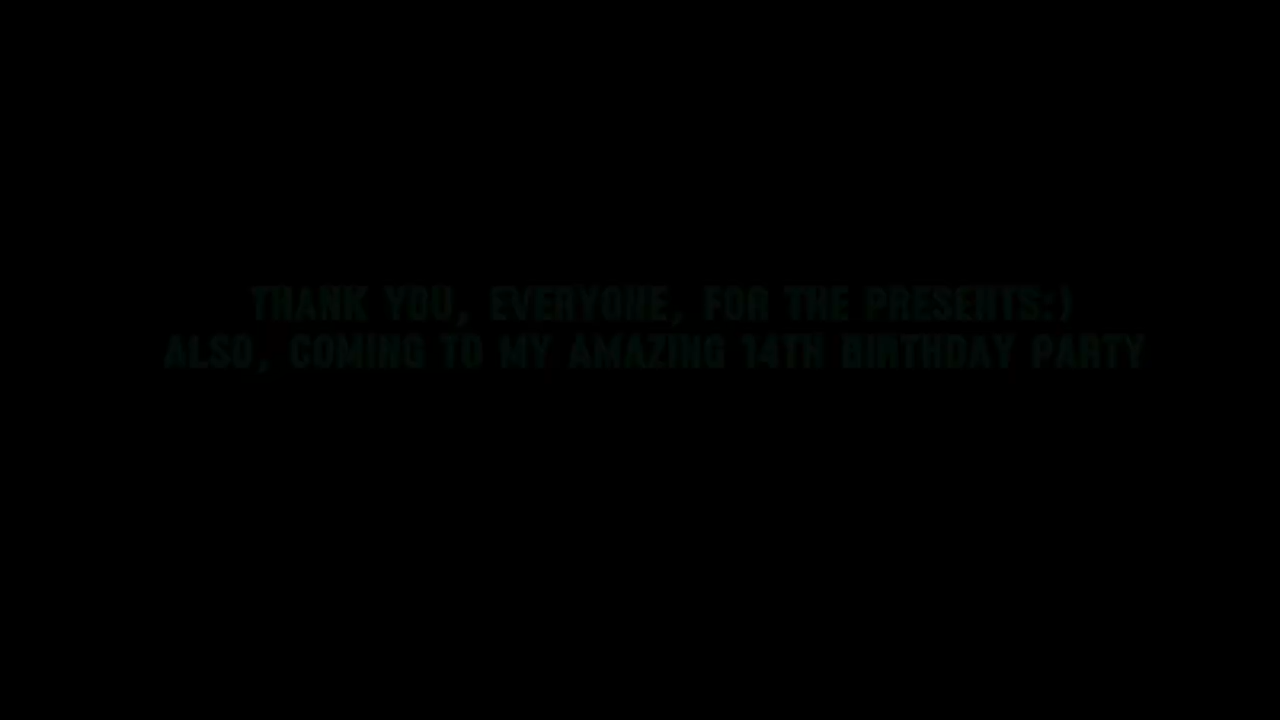 THANK YOU, EVERYONE, FOR THE PRESENTS:)
ALSO, COMING TO MY AMAZING 14TH BIRTHDAY PARTY